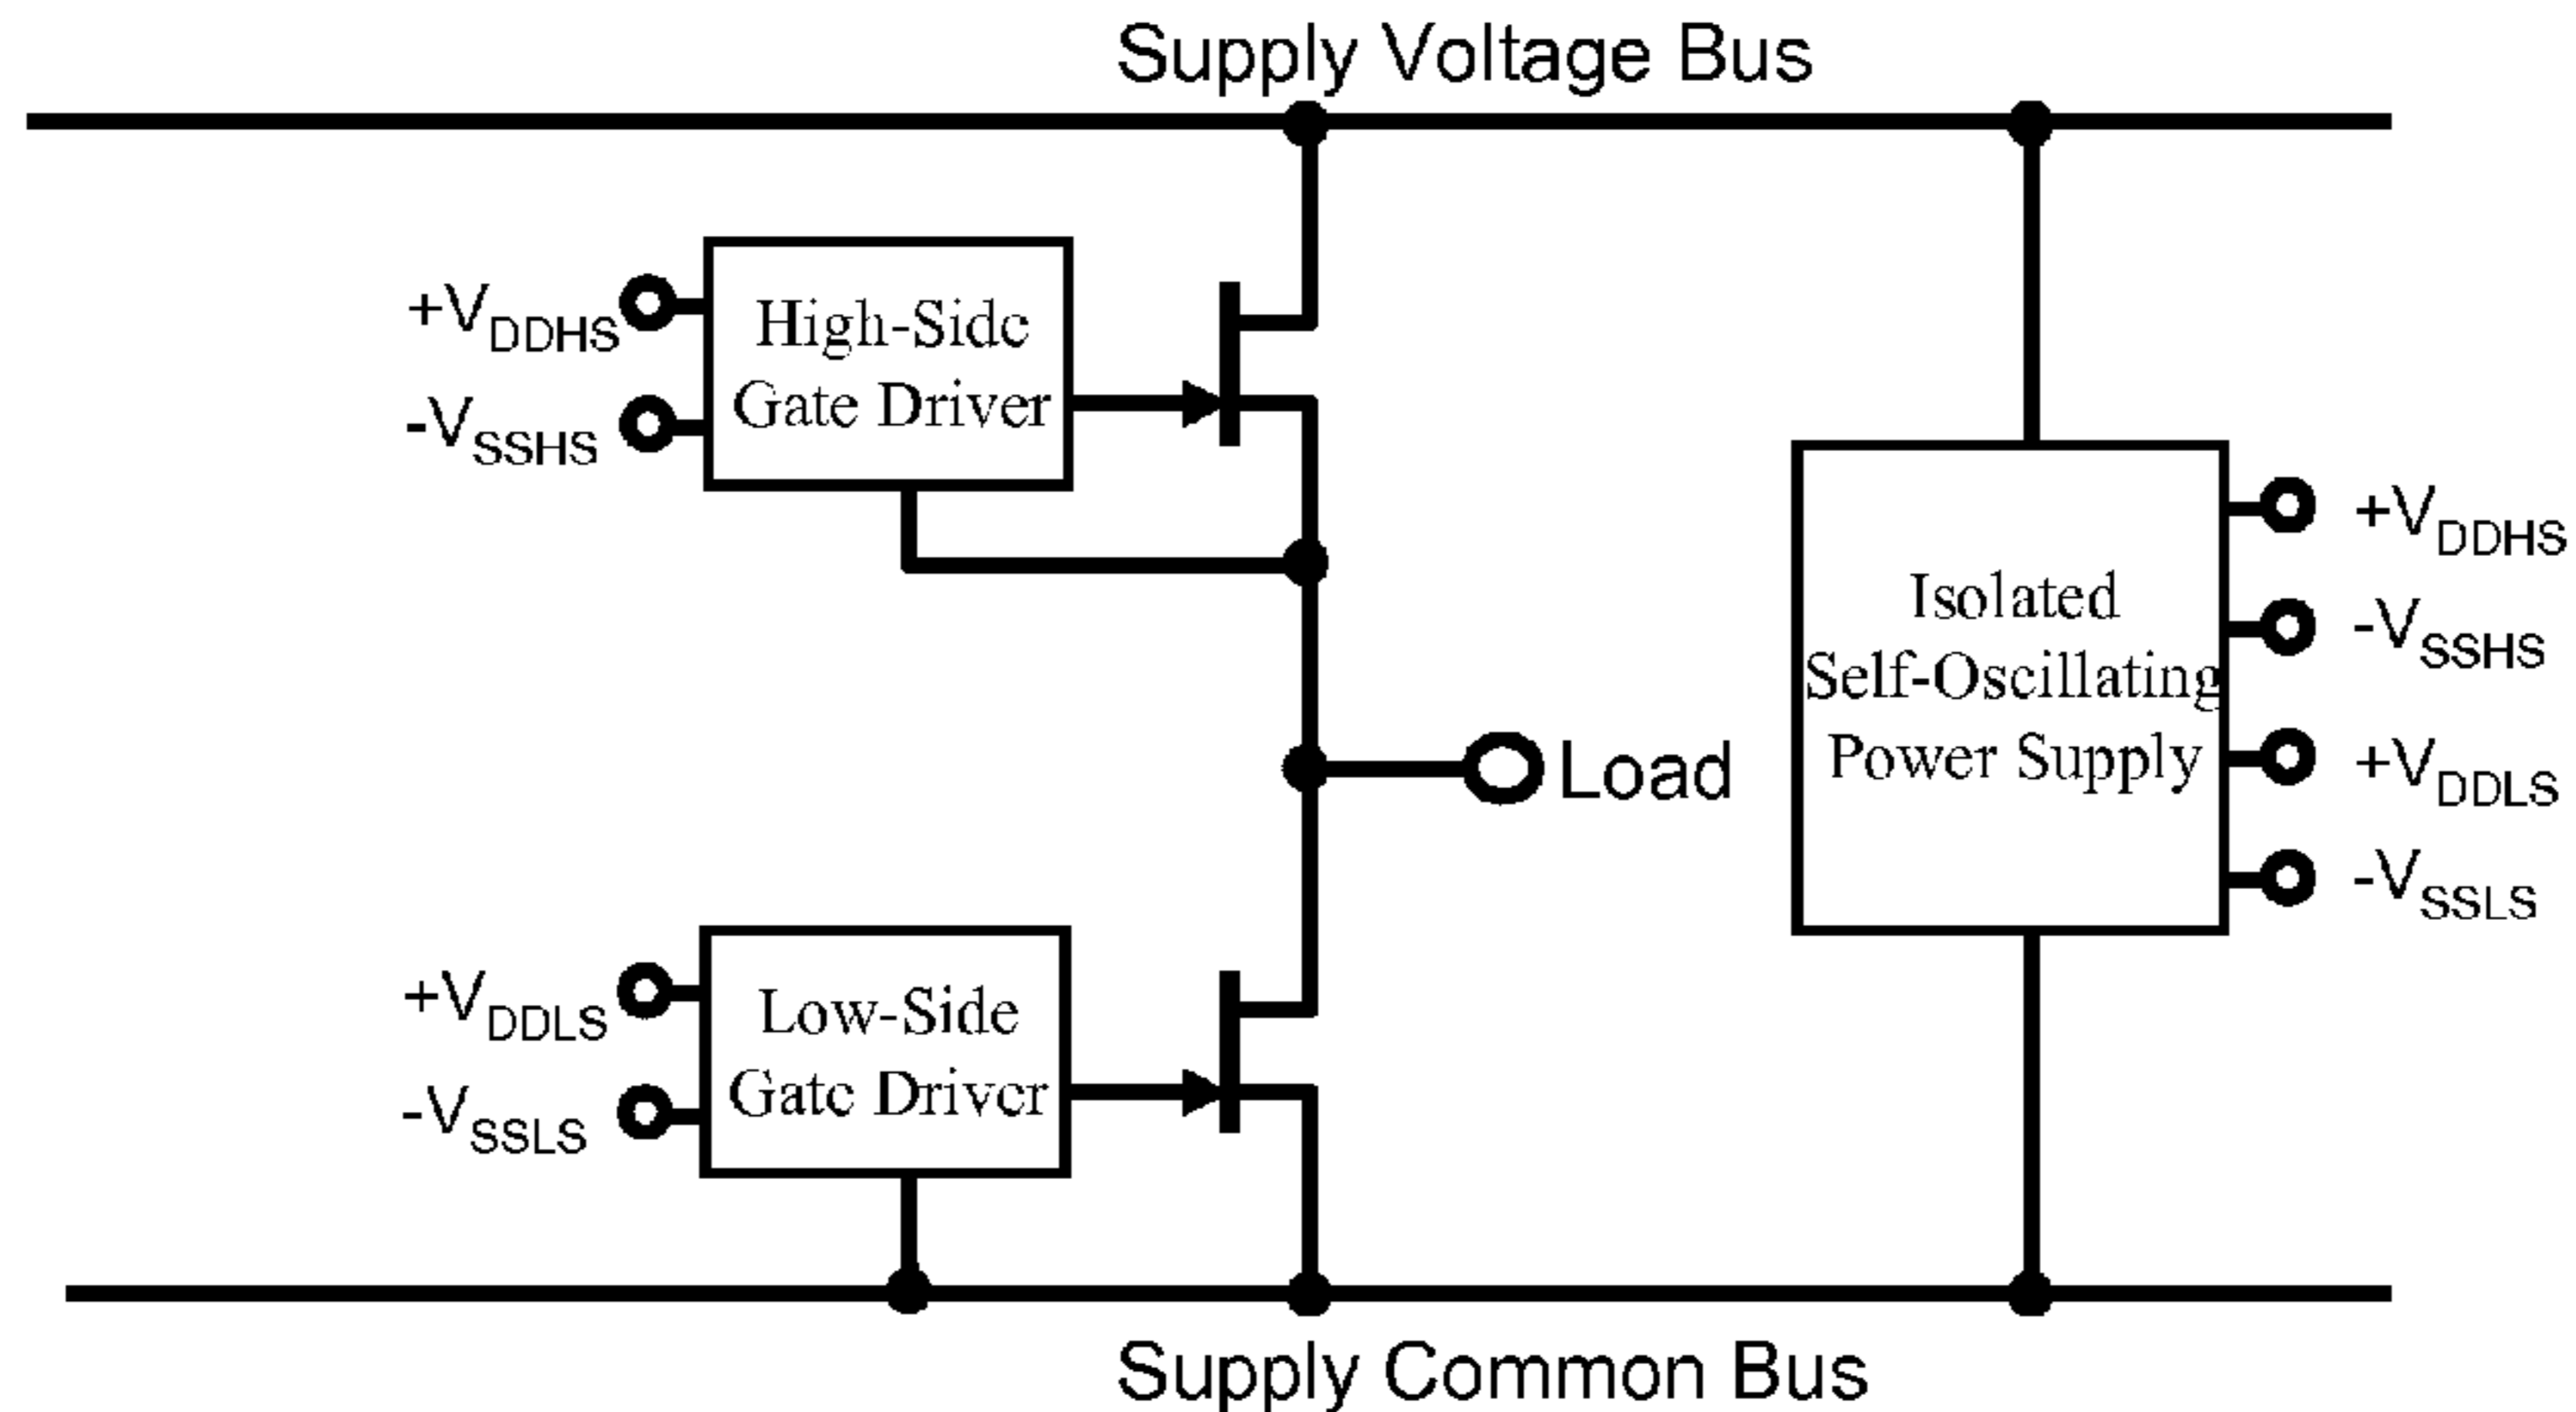 Supply Voltage Bus
+VDDHS
-VSSHS
High-Side
Gate Driver
+VDDHS
-VSSHS
+VDDLS
-VSSLS
Isolated
Self-Oscillating
Power Supply
Load
+VDDLS
-VSSLS
Low-Side
Gate Driver
Supply Common Bus